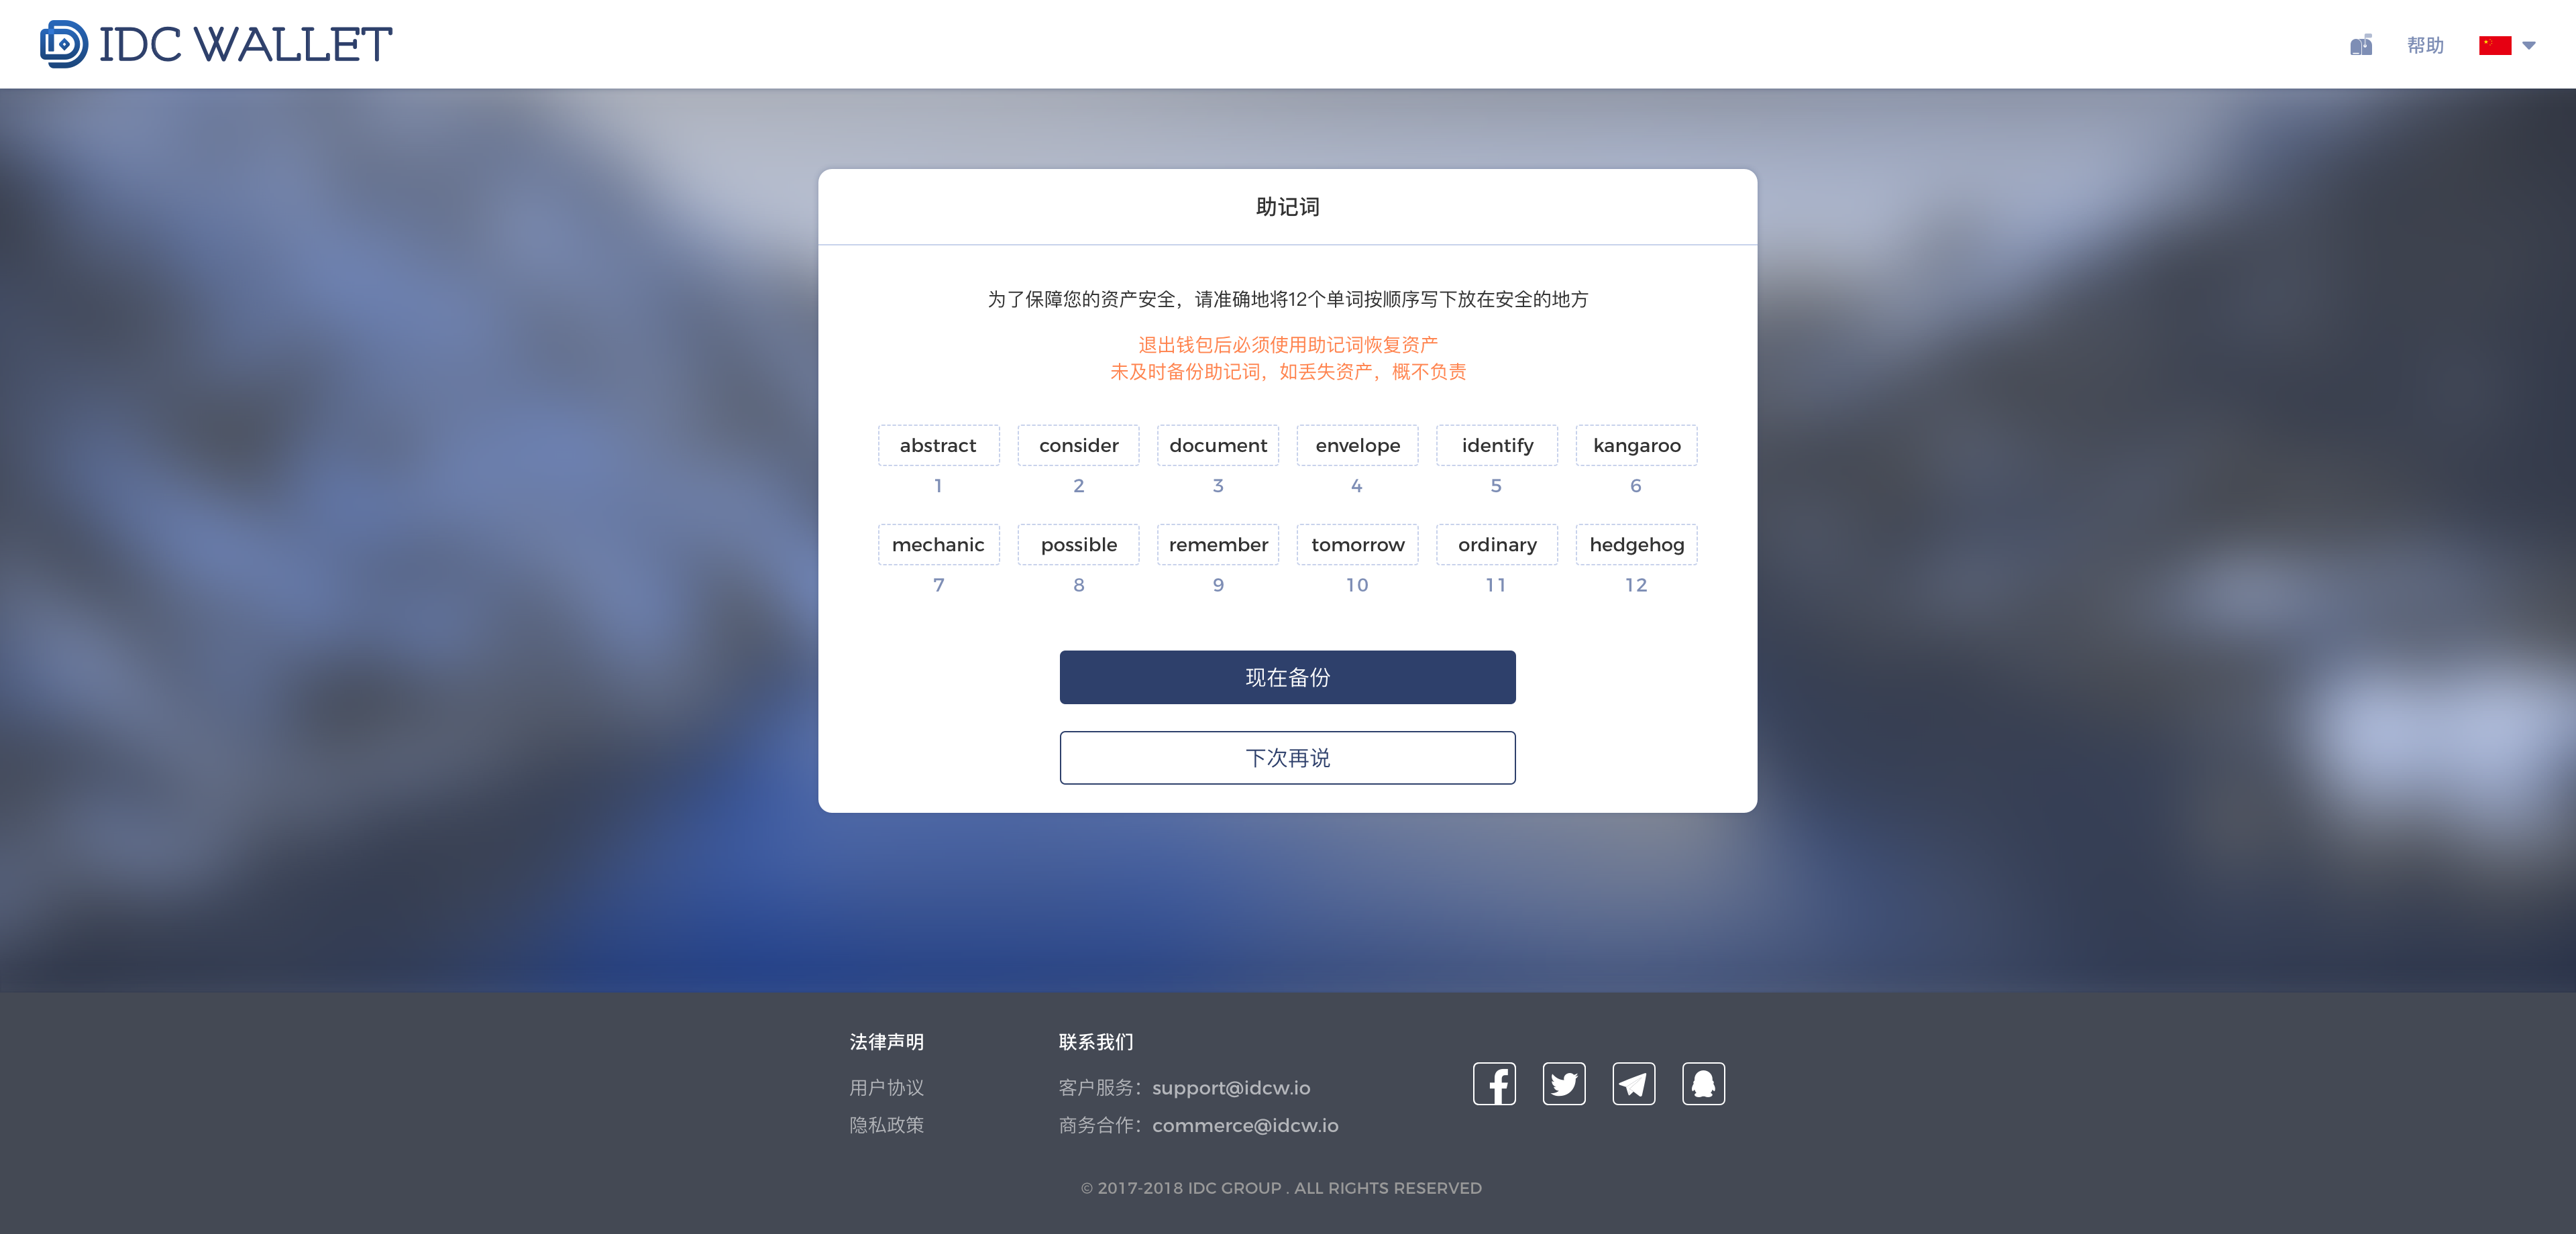 IDC WALLET
帮助
助记词
为了保障您的资产安全，请准确地将12个单词按顺序写下放在安全的地方
退出钱包后必须使用助记词恢复资产
未及时备份助记词，如丢失资产，概不负责
abstract consider document envelope identify kangaroo
1 2 3 4 5 6
mechanic possible remember tomorrow ordinary hedgehog
7 8 9 10 11 12
现在备份
下次再说
法律声明
用户协议
隐私政策
联系我们
客户服务：support@idcw.io
商务合作：commerce@idcw.io
© 2017-2018 IDC GROUP . ALL RIGHTS RESERVED